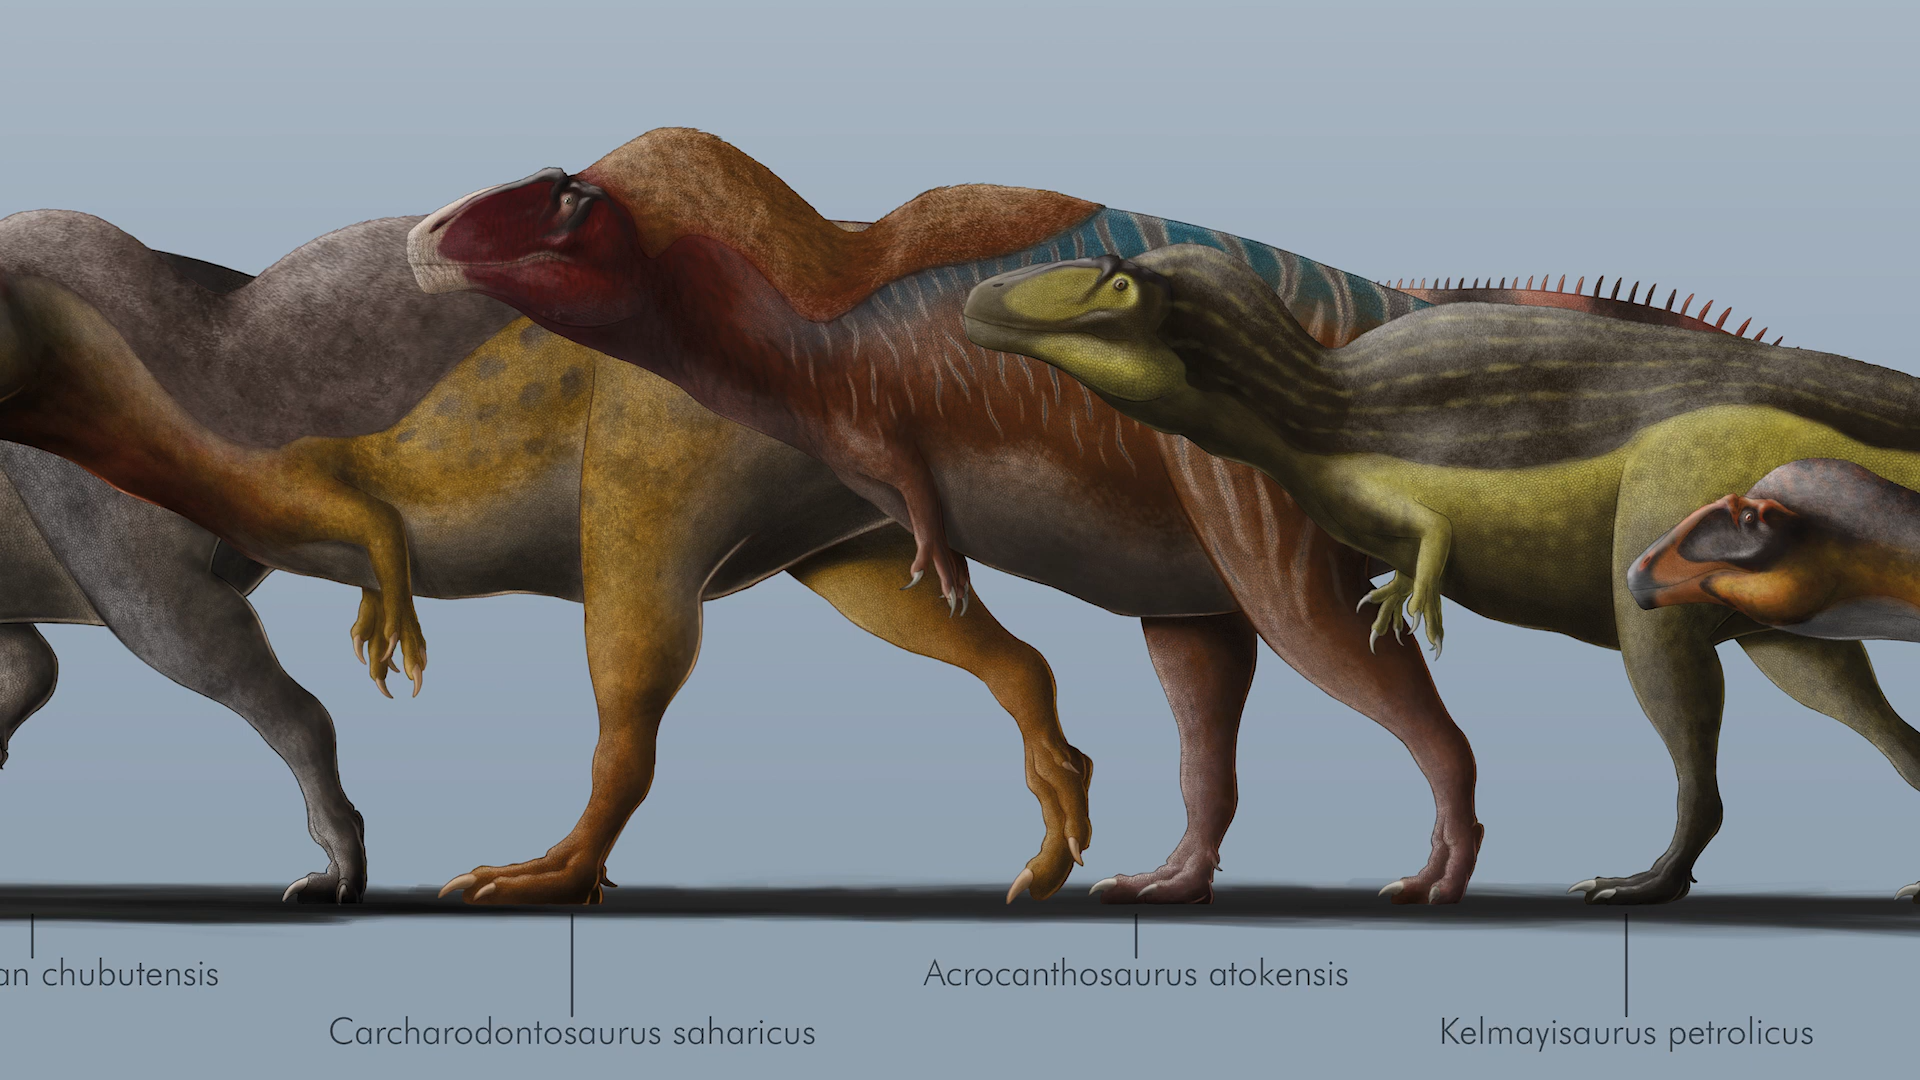 an chubutensis
Acrocanthosaurus atokensis
Carcharodontosaurus saharicus
Kelmayisaurus petrolicus